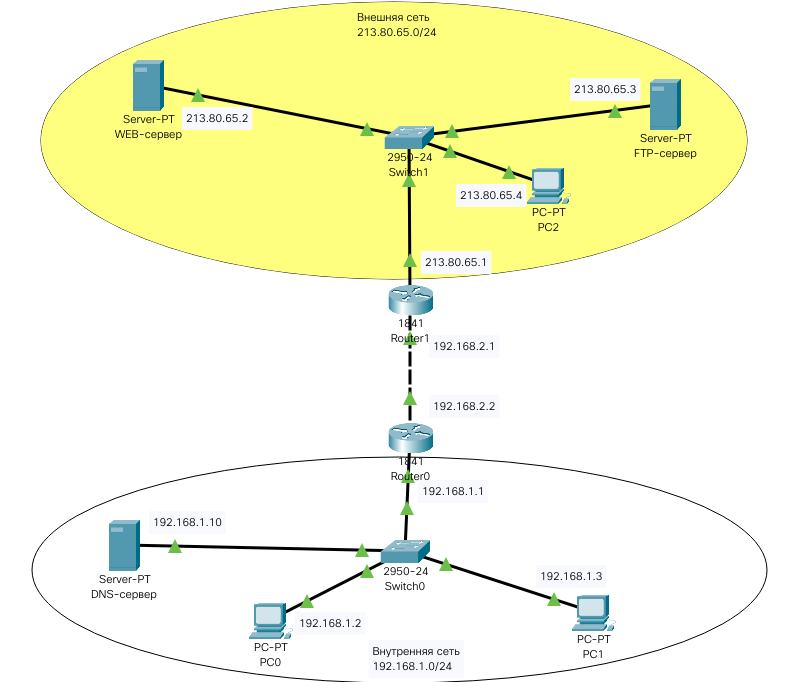 Внешняя сеть
213.80.65.0/24
Server-PT
WEB-сервер
213.80.65.2
213.80.65.3
Server-PT
FTP-сервер
2950-24
Switch1
213.80.65.4
PC-PT
PC2
213.80.65.1
1841
Router1
192.168.2.1
192.168.2.2
1841
Router0
192.168.1.1
192.168.1.10
Server-PT
DNS-сервер
2950-24
Switch0
192.168.1.3
PC-PT
PC1
192.168.1.2
PC-PT
PC0
Внутренняя сеть
192.168.1.0/24